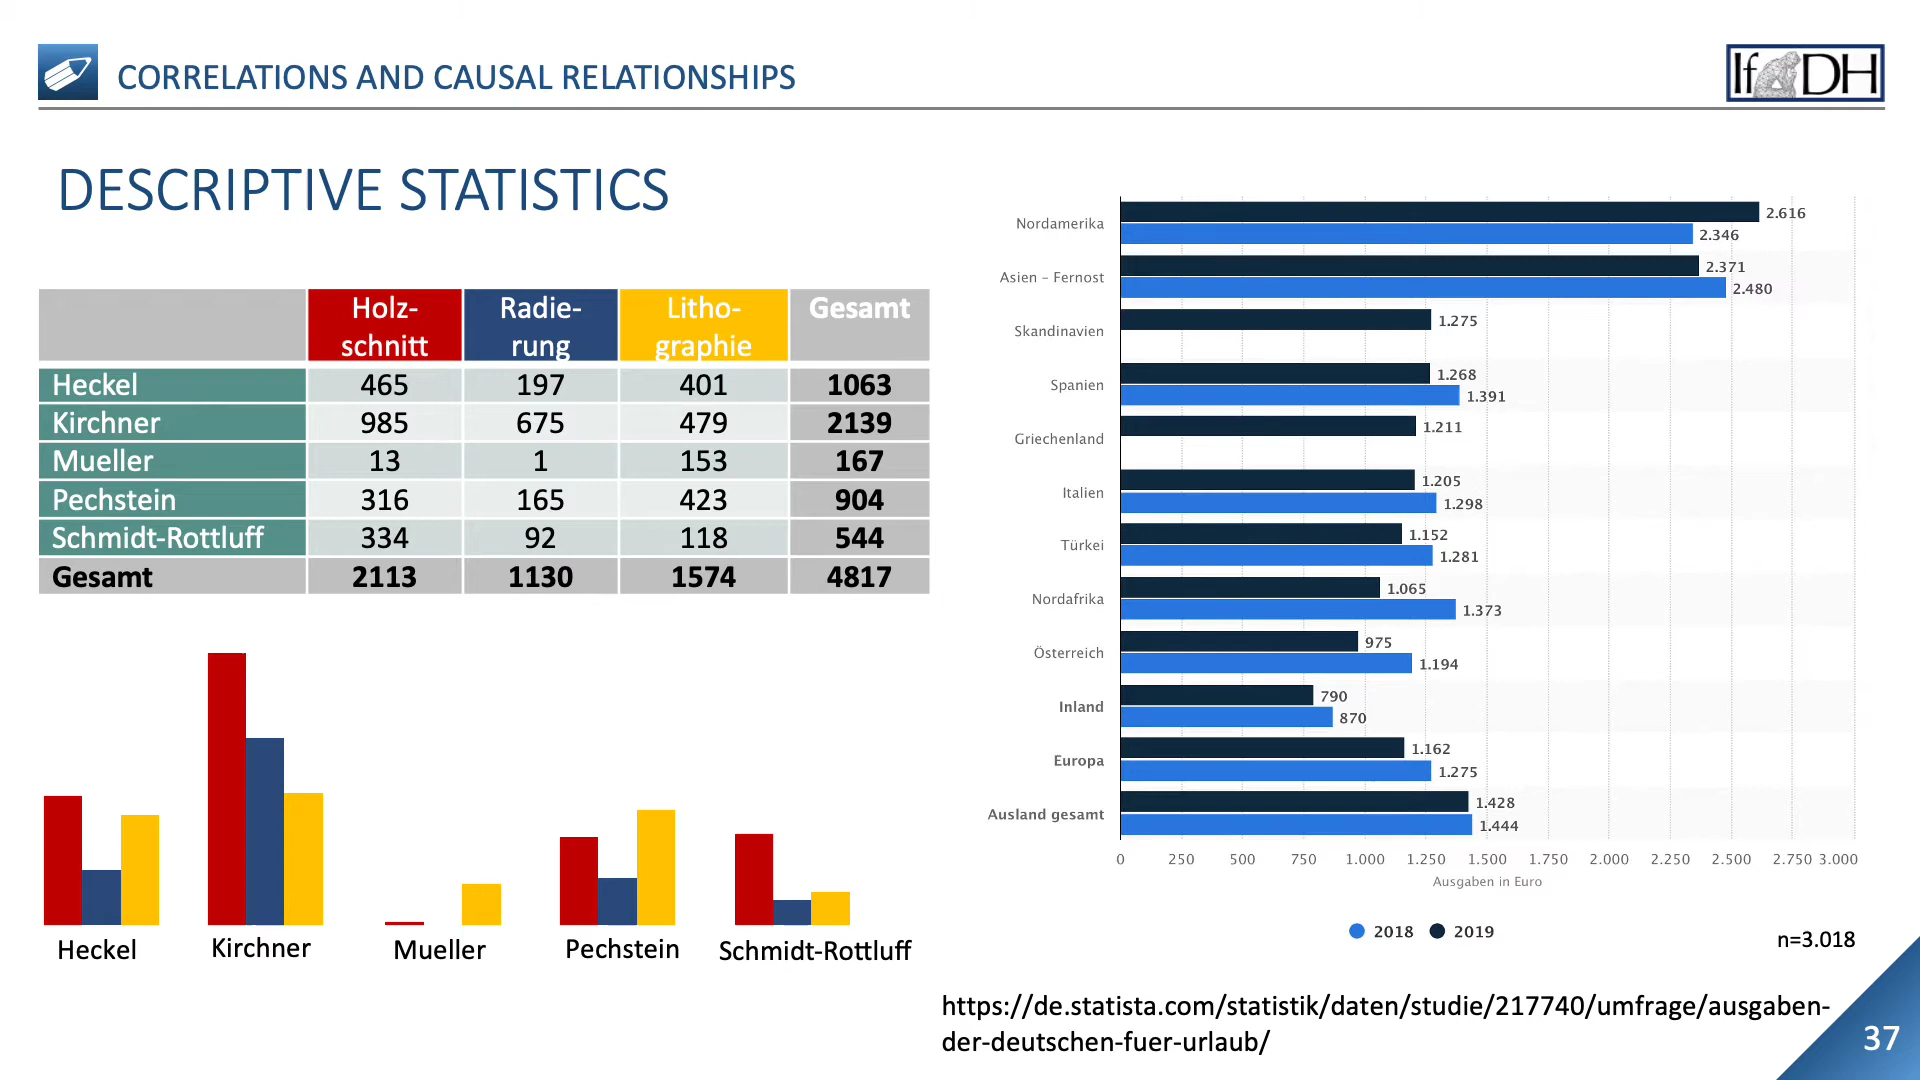 CORRELATIONS AND CAUSAL RELATIONSHIPS
IfDH
DESCRIPTIVE STATISTICS
Holz-
schnitt
Radie-
rung
Litho-
graphie
Gesamt
Heckel 465 197 401 1063
Kirchner 985 675 479 2139
Mueller 13 1 153 167
Pechstein 316 165 423 904
Schmidt-Rottluff 334 92 118 544
Gesamt 2113 1130 1574 4817
Heckel Kirchner Mueller Pechstein Schmidt-Rottluff
Nordamerika 2.616
2.346
Asien – Fernost 2.371
2.480
Skandinavien 1.275
Spanien 1.268
1.391
Griechenland 1.211
Italien 1.205
1.298
Türkei 1.152
1.281
Nordafrika 1.065
1.373
Österreich 975
1.194
Inland 790
870
Europa 1.162
1.275
Ausland gesamt 1.428
1.444
0 250 500 750 1.000 1.250 1.500 1.750 2.000 2.250 2.500 2.750 3.000
Ausgaben in Euro
2018 2019
n=3.018
https://de.statista.com/statistik/daten/studie/217740/umfrage/ausgaben-
der-deutschen-fuer-urlaub/
37